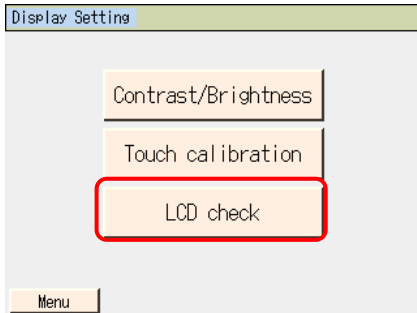 Display Setting
Contrast/Brightness
Touch calibration
LCD check
Menu